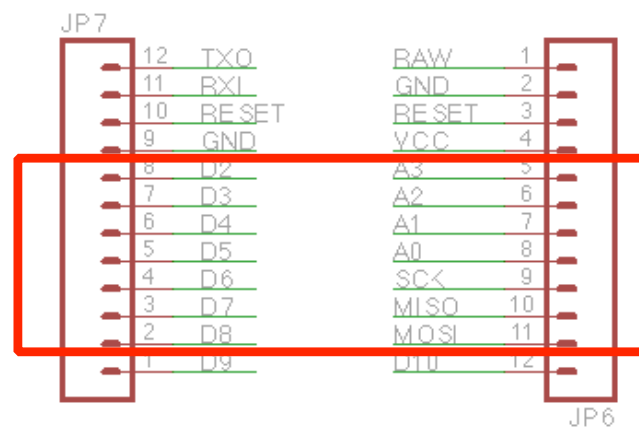 JP7
12 TXO RAW 1
11 RXI GND 2
10 RESET RESET 3
9 GND VCC 4
8 D2 A3 5
7 D3 A2 6
6 D4 A1 7
5 D5 A0 8
4 D6 SCK 9
3 D7 MISO 10
2 D8 MOSI 11
1 D9 D10 12
JP6